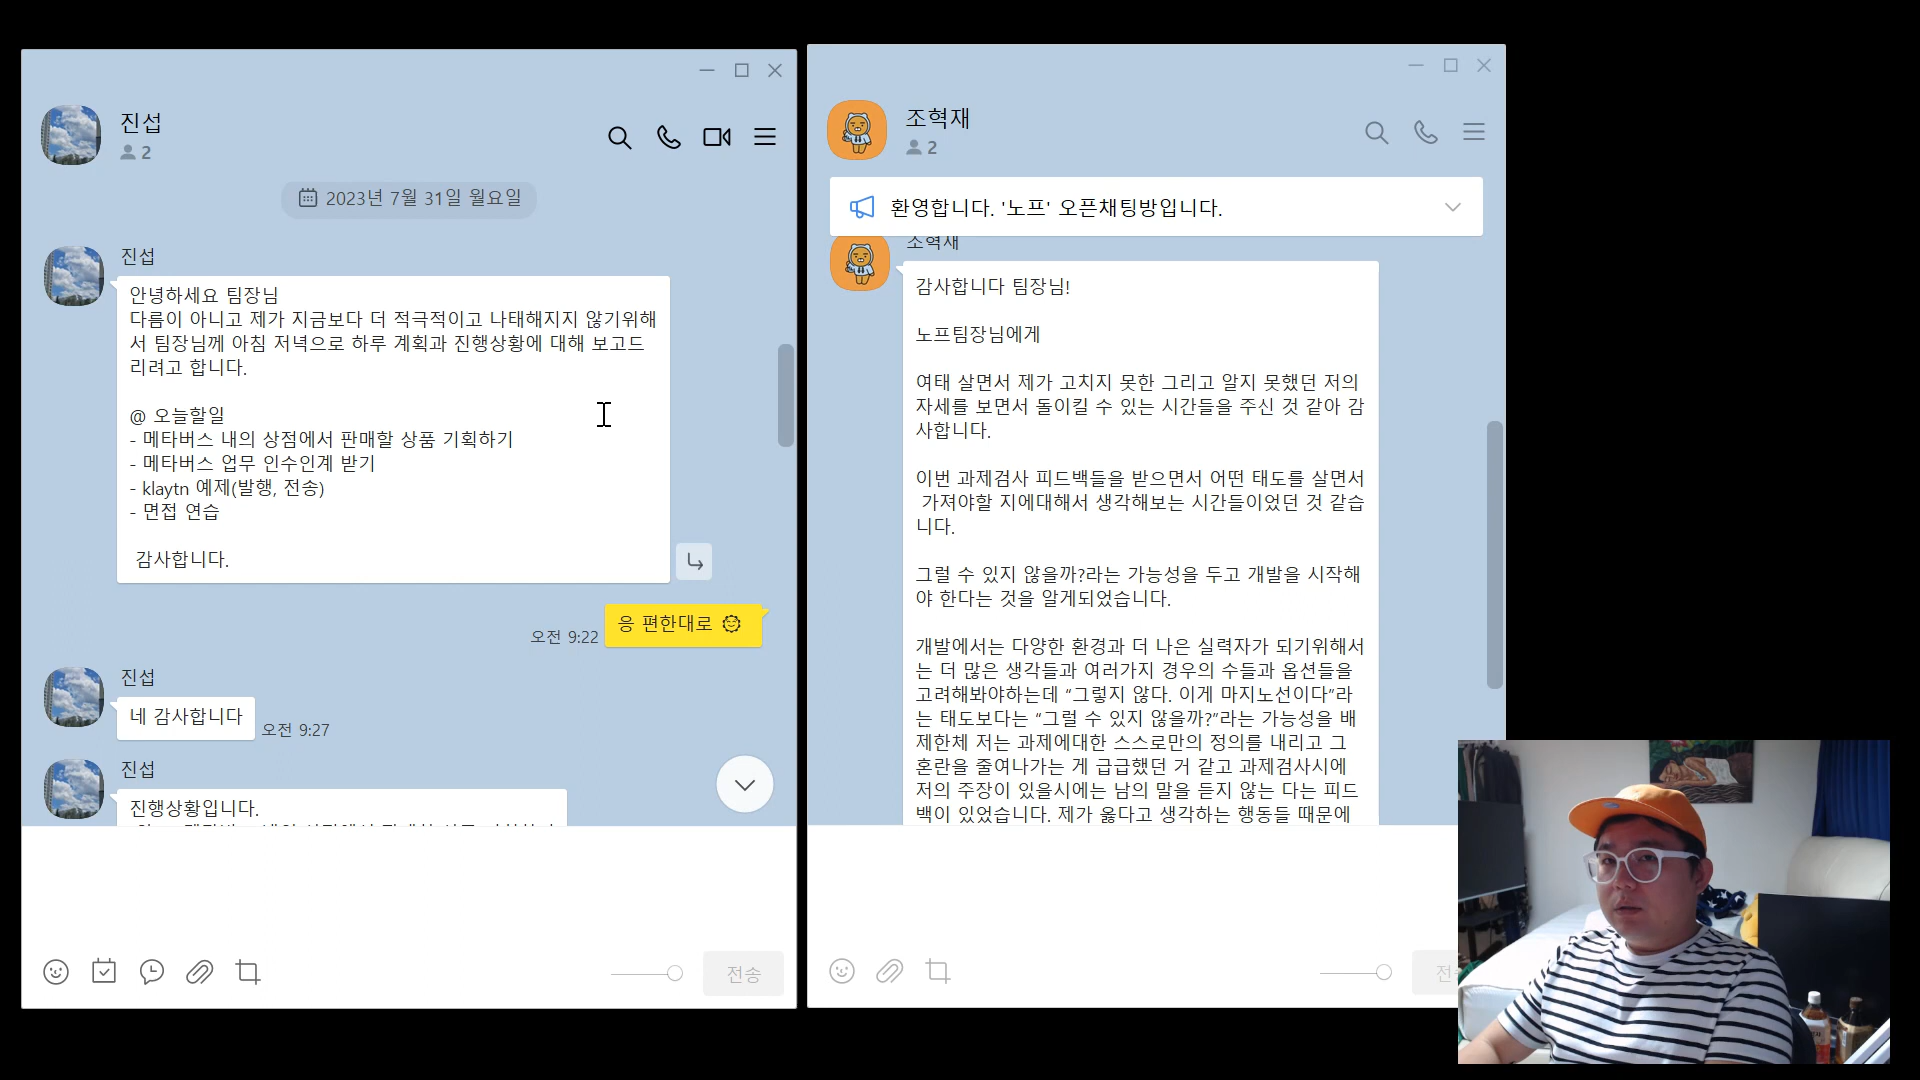 진섭
2
2023년 7월 31일 월요일
진섭
안녕하세요 팀장님
다름이 아니고 제가 지금보다 더 적극적이고 나태해지지 않기위해
서 팀장님께 아침 저녁으로 하루 계획과 진행상황에 대해 보고드
리려고 합니다.
@ 오늘할일
- 메타버스 내의 상점에서 판매할 상품 기획하기
- 메타버스 업무 인수인계 받기
- klaytn 예제(발행, 전송)
- 면접 연습
감사합니다.
오전 9:22
응 편한대로
진섭
네 감사합니다
오전 9:27
진섭
진행상황입니다.
전송
조혁재
2
환영합니다. '노프' 오픈채팅방입니다.
조혁재
감사합니다 팀장님!
노프팀장님에게
여태 살면서 제가 고치지 못한 그리고 알지 못했던 저의
자세를 보면서 돌이킬 수 있는 시간들을 주신 것 같아 감
사합니다.
이번 과제검사 피드백들을 받으면서 어떤 태도를 살면서
가져야할 지에대해서 생각해보는 시간들이었던 것 같습
니다.
그럴 수 있지 않을까?라는 가능성을 두고 개발을 시작해
야 한다는 것을 알게되었습니다.
개발에서는 다양한 환경과 더 나은 실력자가 되기위해서
는 더 많은 생각들과 여러가지 경우의 수들과 옵션들을
고려해봐야하는데 “그렇지 않다. 이게 마지노선이다”라
는 태도보다는 “그럴 수 있지 않을까?”라는 가능성을 배
제한체 저는 과제에대한 스스로만의 정의를 내리고 그
혼란을 줄여나가는 게 급급했던 거 같고 과제검사시에
저의 주장이 있을시에는 남의 말을 듣지 않는 다는 피드
백이 있었습니다. 제가 옳다고 생각하는 행동들 때문에